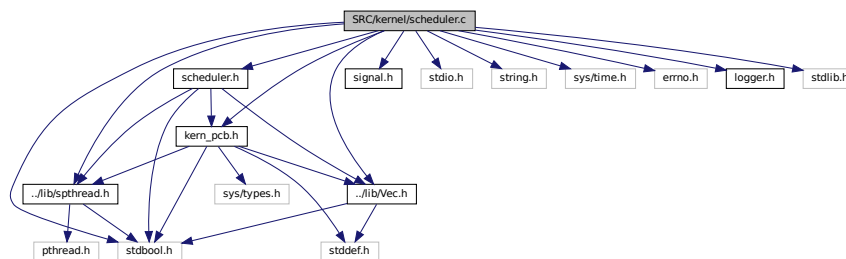 SRC/kernel/scheduler.c
scheduler.h
signal.h
stdio.h
string.h
sys/time.h
errno.h
logger.h
stdlib.h
kern_pcb.h
../lib/spthread.h
sys/types.h
../lib/Vec.h
pthread.h
stdbool.h
stddef.h